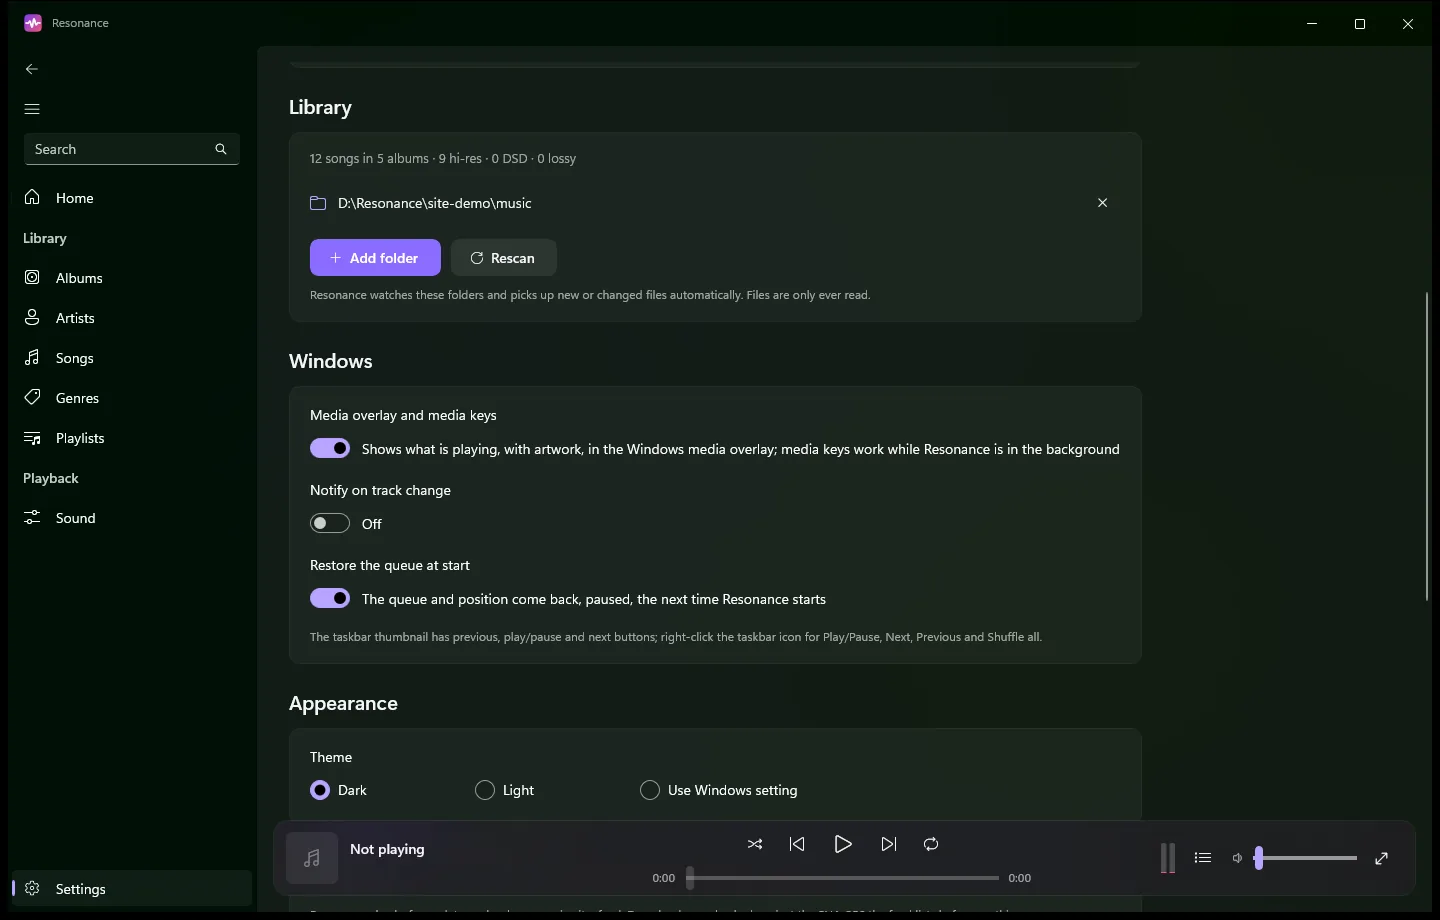 Resonance
Search
Home
Library
Albums
Artists
Songs
Genres
Playlists
Playback
Sound
Settings
Library
12 songs in 5 albums · 9 hi-res · 0 DSD · 0 lossy
D:\Resonance\site-demo\music
Add folder
Rescan
Resonance watches these folders and picks up new or changed files automatically. Files are only ever read.
Windows
Media overlay and media keys
Shows what is playing, with artwork, in the Windows media overlay; media keys work while Resonance is in the background
Notify on track change
Off
Restore the queue at start
The queue and position come back, paused, the next time Resonance starts
The taskbar thumbnail has previous, play/pause and next buttons; right-click the taskbar icon for Play/Pause, Next, Previous and Shuffle all.
Appearance
Theme
Dark
Light
Use Windows setting
Not playing
0:00
0:00